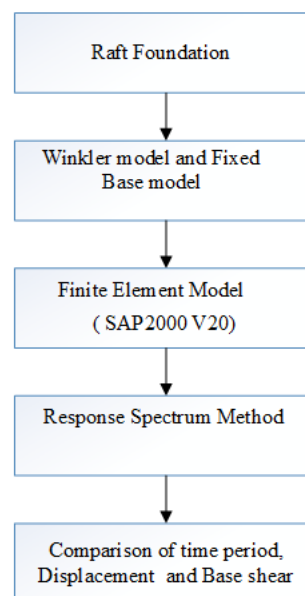 Raft Foundation
Winkler model and Fixed
Base model
Finite Element Model
( SAP2000 V20)
Response Spectrum Method
Comparison of time period,
Displacement and Base shear